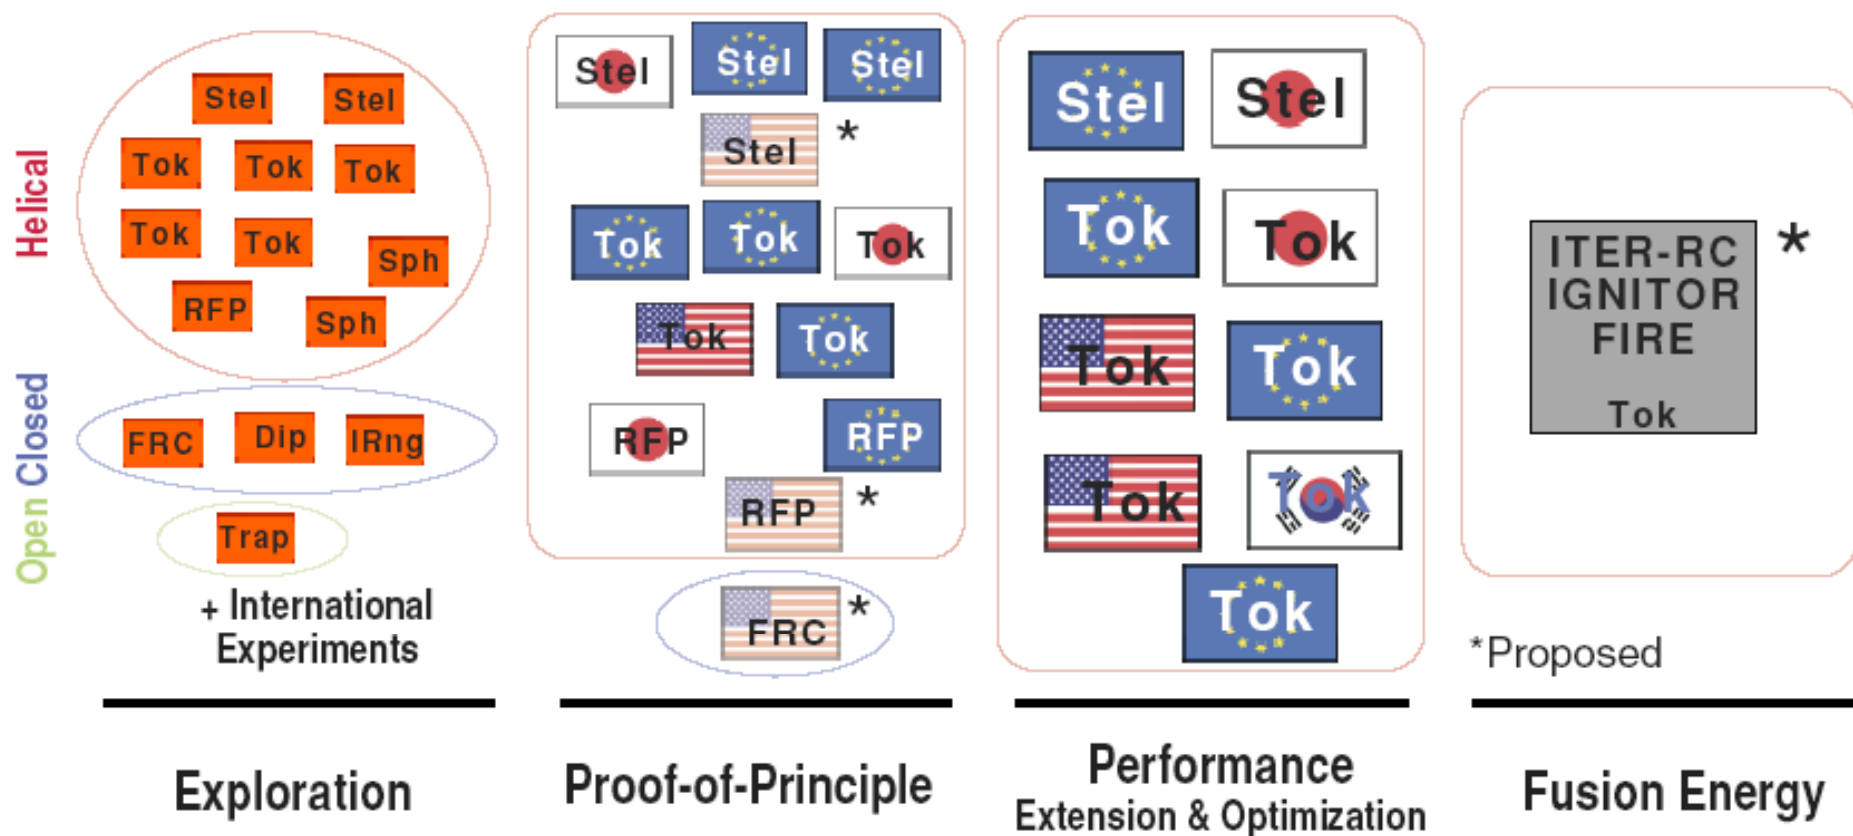 Helical
Closed
Open
Stel
Stel
Tok
Tok
Tok
Tok
Tok
Sph
RFP
Sph
FRC
Dip
IRng
Trap
+ International
Experiments
Exploration
Stel
Stel
Stel
Stel *
Tok
Tok
Tok
Tok
Tok
RFP
RFP
RFP *
FRC *
Proof-of-Principle
Stel
Stel
Tok
Tok
Tok
Tok
Tok
Tok
Tok
Performance
Extension & Optimization
ITER-RC *
IGNITOR
FIRE
Tok
*Proposed
Fusion Energy